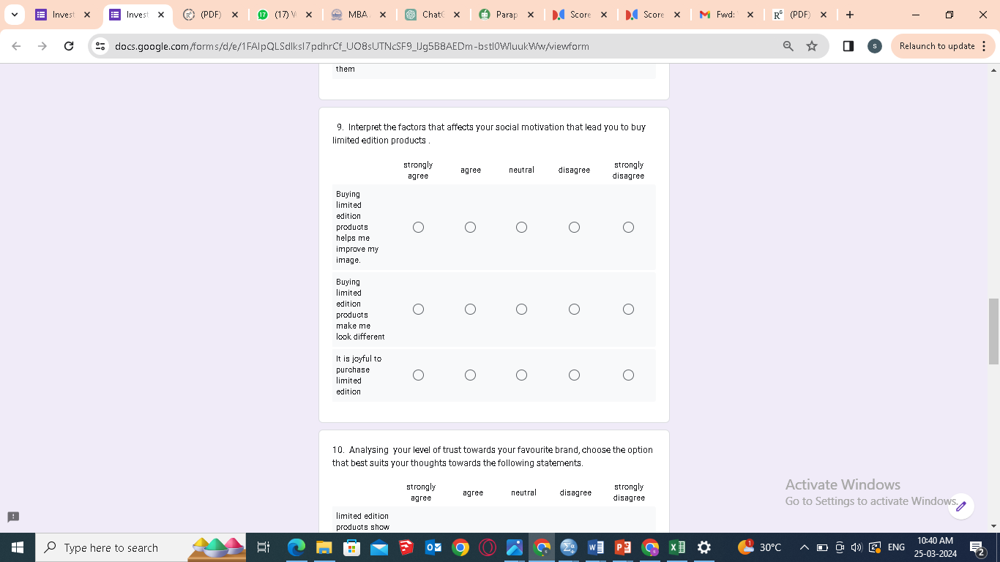 Invest
Invest
(PDF)
(17)
MBA
Chat
Parap
Score
Score
Fwd:
(PDF)
docs.google.com/forms/d/e/
/viewform
S
Relaunch to update
them
9. Interpret the factors that affects your social motivation that lead you to buy
limited edition products .
strongly
agree
agree
neutral
disagree
strongly
disagree
Buying
limited
edition
products
helps me
improve my
image.
Buying
limited
edition
products
make me
look different
It is joyful to
purchase
limited
edition
10. Analysing your level of trust towards your favourite brand, choose the option
that best suits your thoughts towards the following statements.
strongly
agree
agree
neutral
disagree
strongly
disagree
limited edition
products show
Activate Windows
Go to Settings to activate Windows.
Type here to search
30°C
ENG
10:40 AM
25-03-2024
2